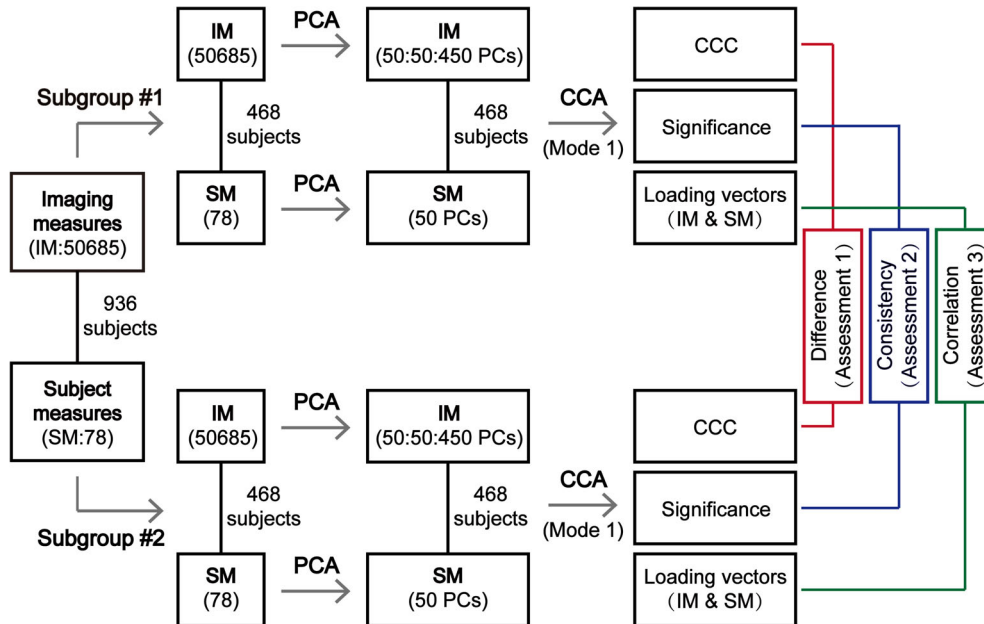 Imaging
measures
(IM:50685)
936
subjects
Subject
measures
(SM:78)
Subgroup #1
IM
(50685)
468
subjects
SM
(78)
PCA
PCA
IM
(50:50:450 PCs)
468
subjects
SM
(50 PCs)
CCA
(Mode 1)
CCC
Significance
Loading vectors
（IM & SM）
Subgroup #2
IM
(50685)
468
subjects
SM
(78)
PCA
PCA
IM
(50:50:450 PCs)
468
subjects
SM
(50 PCs)
CCA
(Mode 1)
CCC
Significance
Loading vectors
（IM & SM）
Difference
（Assessment 1）
Consistency
（Assessment 2）
Correlation
（Assessment 3）